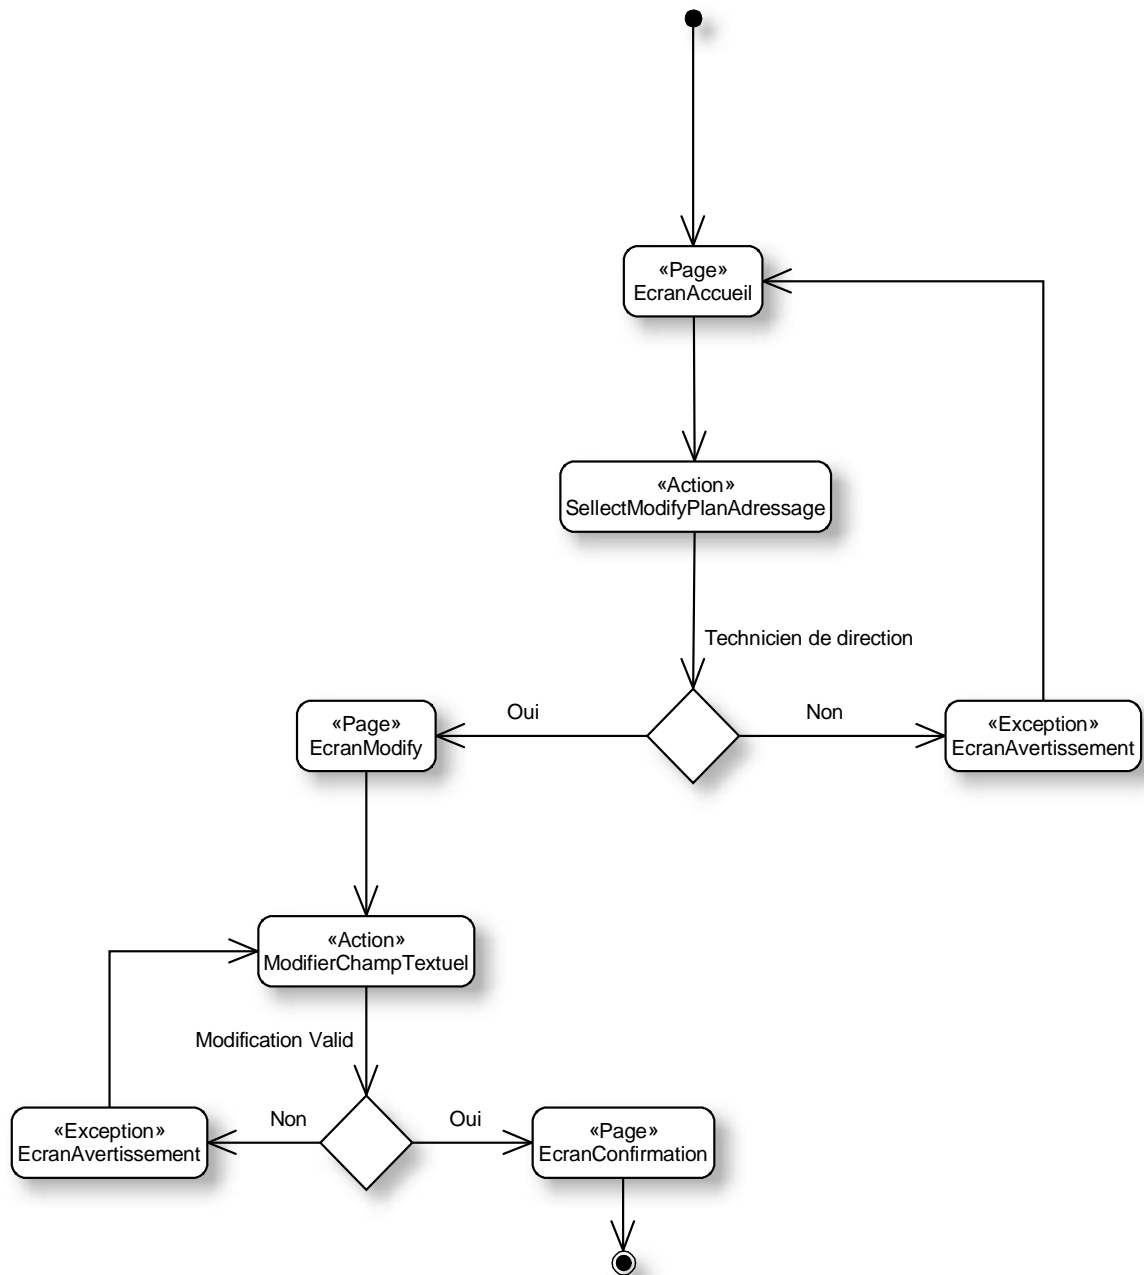 «Page»
EcranAccueil
«Action»
SellectModifyPlanAdressage
Technicien de direction
Oui
Non
«Page»
EcranModify
«Exception»
EcranAvertissement
«Action»
ModifierChampTextuel
Modification Valid
Non
Oui
«Exception»
EcranAvertissement
«Page»
EcranConfirmation